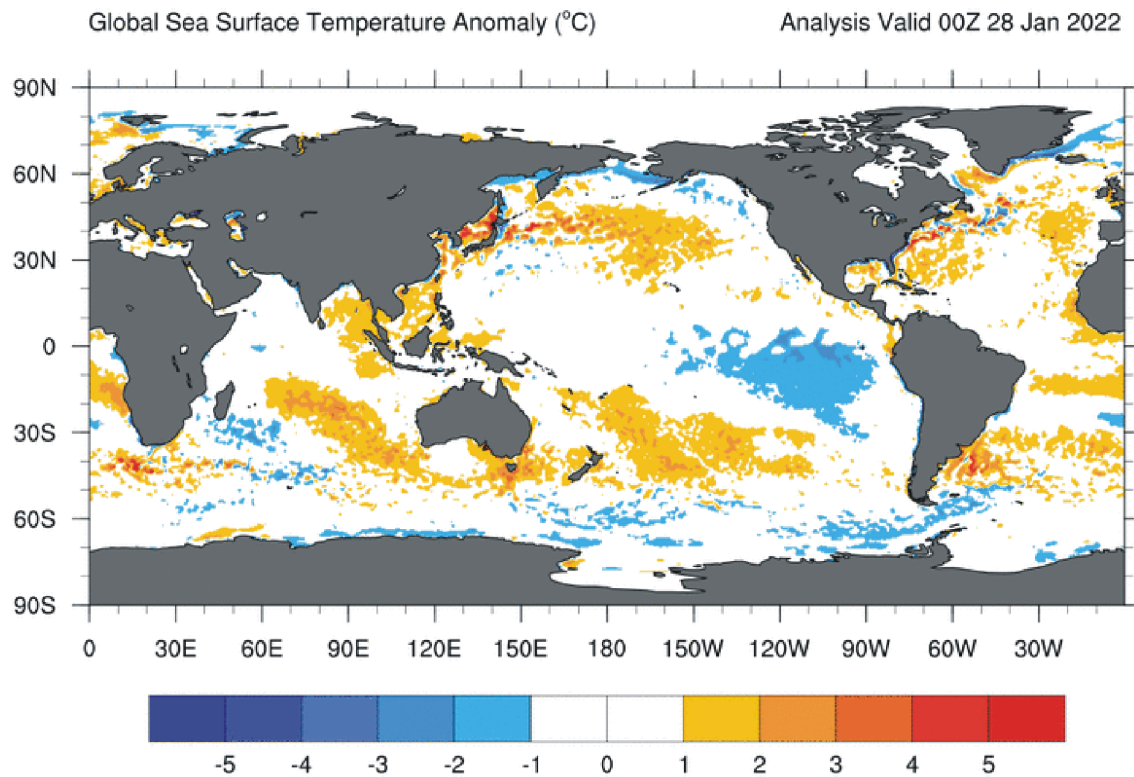 Global Sea Surface Temperature Anomaly (°C) Analysis Valid 00Z 28 Jan 2022
90N
60N
30N
0
30S
60S
90S
0 30E 60E 90E 120E 150E 180 150W 120W 90W 60W 30W
-5 -4 -3 -2 -1 0 1 2 3 4 5